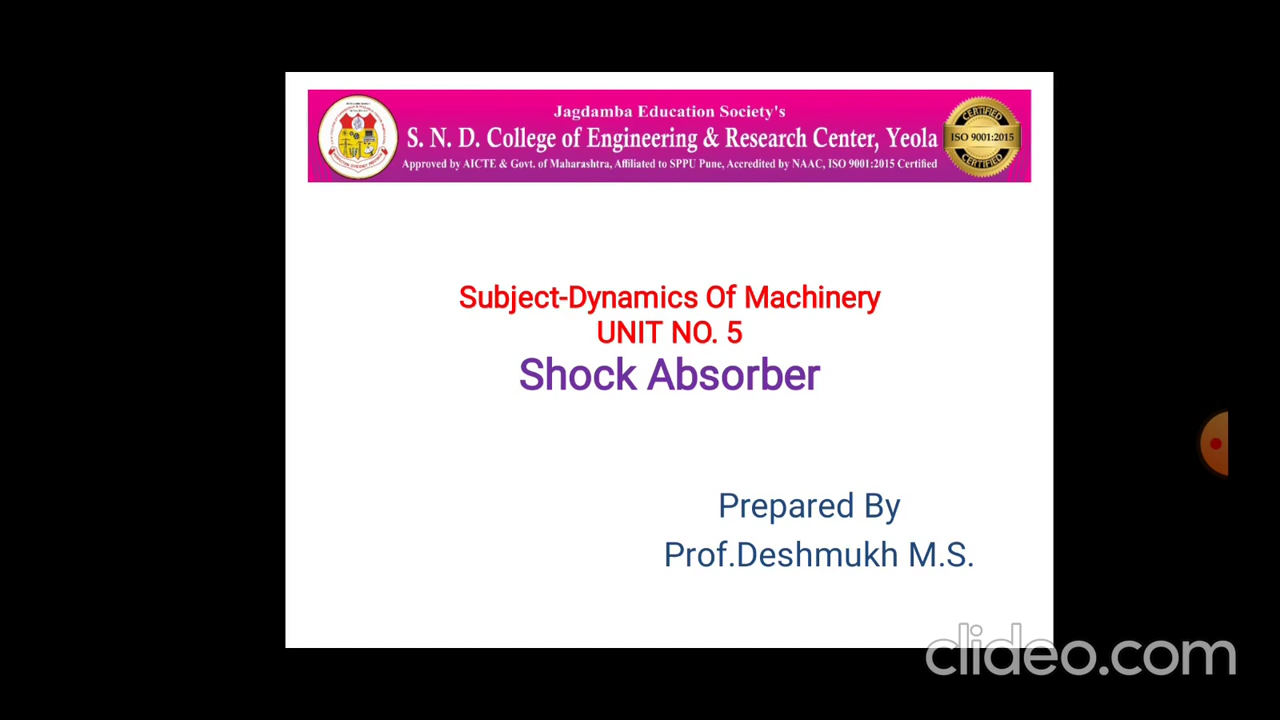 Jagdamba Education Society's
S. N. D. College of Engineering & Research Center, Yeola
Approved by AICTE & Govt. of Maharashtra, Affiliated to SPPU Pune, Accredited by NAAC, ISO 9001:2015 Certified
CERTIFIED
ISO 9001:2015
CERTIFIED
Subject-Dynamics Of Machinery
UNIT NO. 5
Shock Absorber
Prepared By
Prof.Deshmukh M.S.
clideo.com